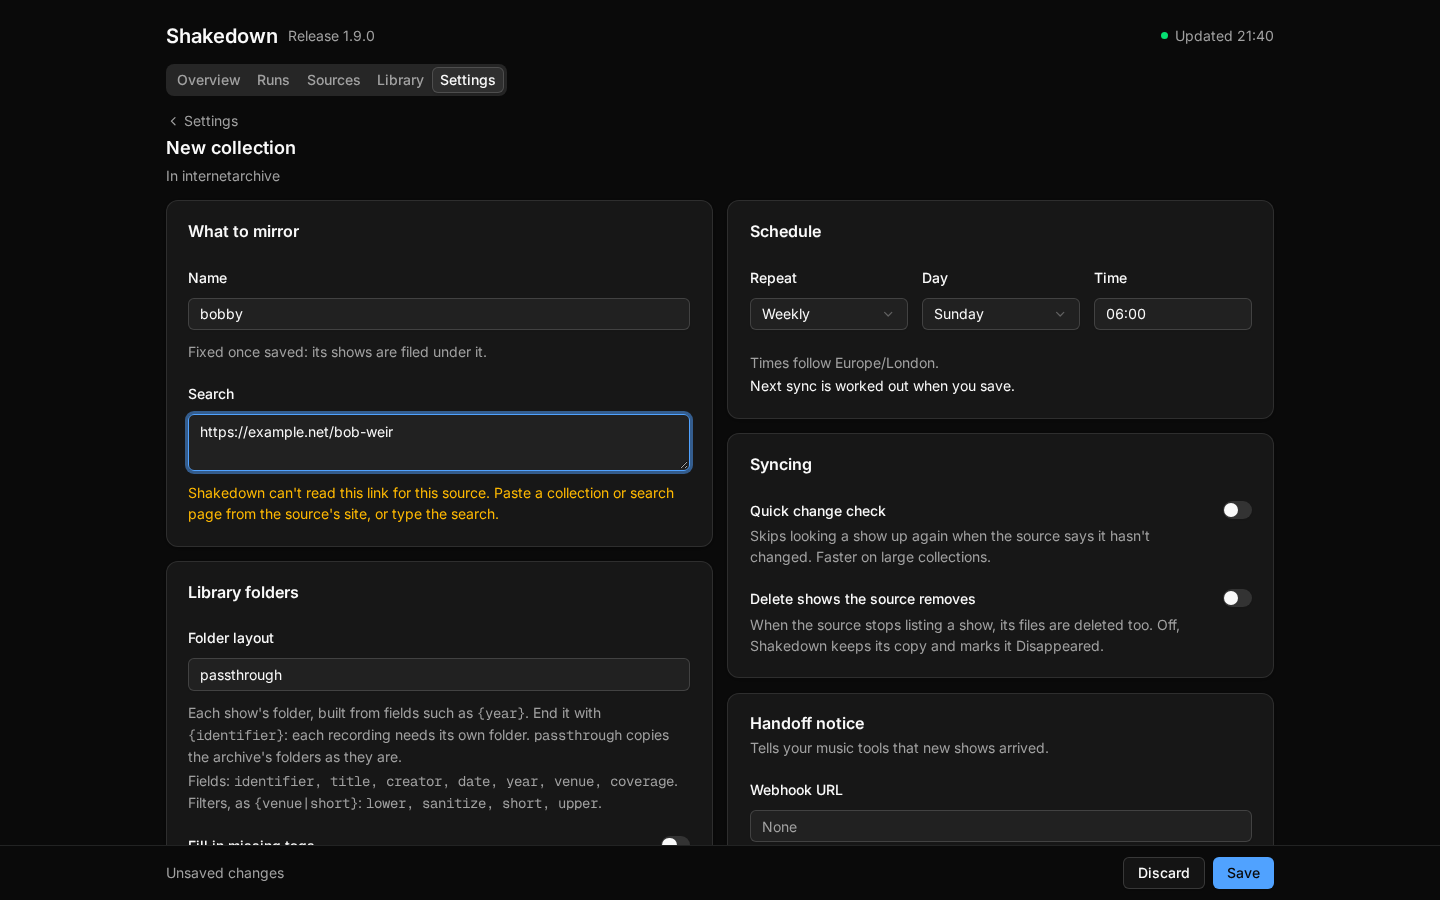 Shakedown Release 1.9.0
Updated 21:40
Overview Runs Sources Library Settings
Settings
New collection
In internetarchive
What to mirror
Name
bobby
Fixed once saved: its shows are filed under it.
Search
https://example.net/bob-weir
Shakedown can't read this link for this source. Paste a collection or search
page from the source's site, or type the search.
Library folders
Folder layout
passthrough
Each show's folder, built from fields such as {year}. End it with
{identifier}: each recording needs its own folder. passthrough copies
the archive's folders as they are.
Fields: identifier, title, creator, date, year, venue, coverage.
Filters, as {venue|short}: lower, sanitize, short, upper.
Fill in missing tags
Schedule
Repeat Day Time
Weekly Sunday 06:00
Times follow Europe/London.
Next sync is worked out when you save.
Syncing
Quick change check
Skips looking a show up again when the source says it hasn't
changed. Faster on large collections.
Delete shows the source removes
When the source stops listing a show, its files are deleted too. Off,
Shakedown keeps its copy and marks it Disappeared.
Handoff notice
Tells your music tools that new shows arrived.
Webhook URL
None
Unsaved changes
Discard Save